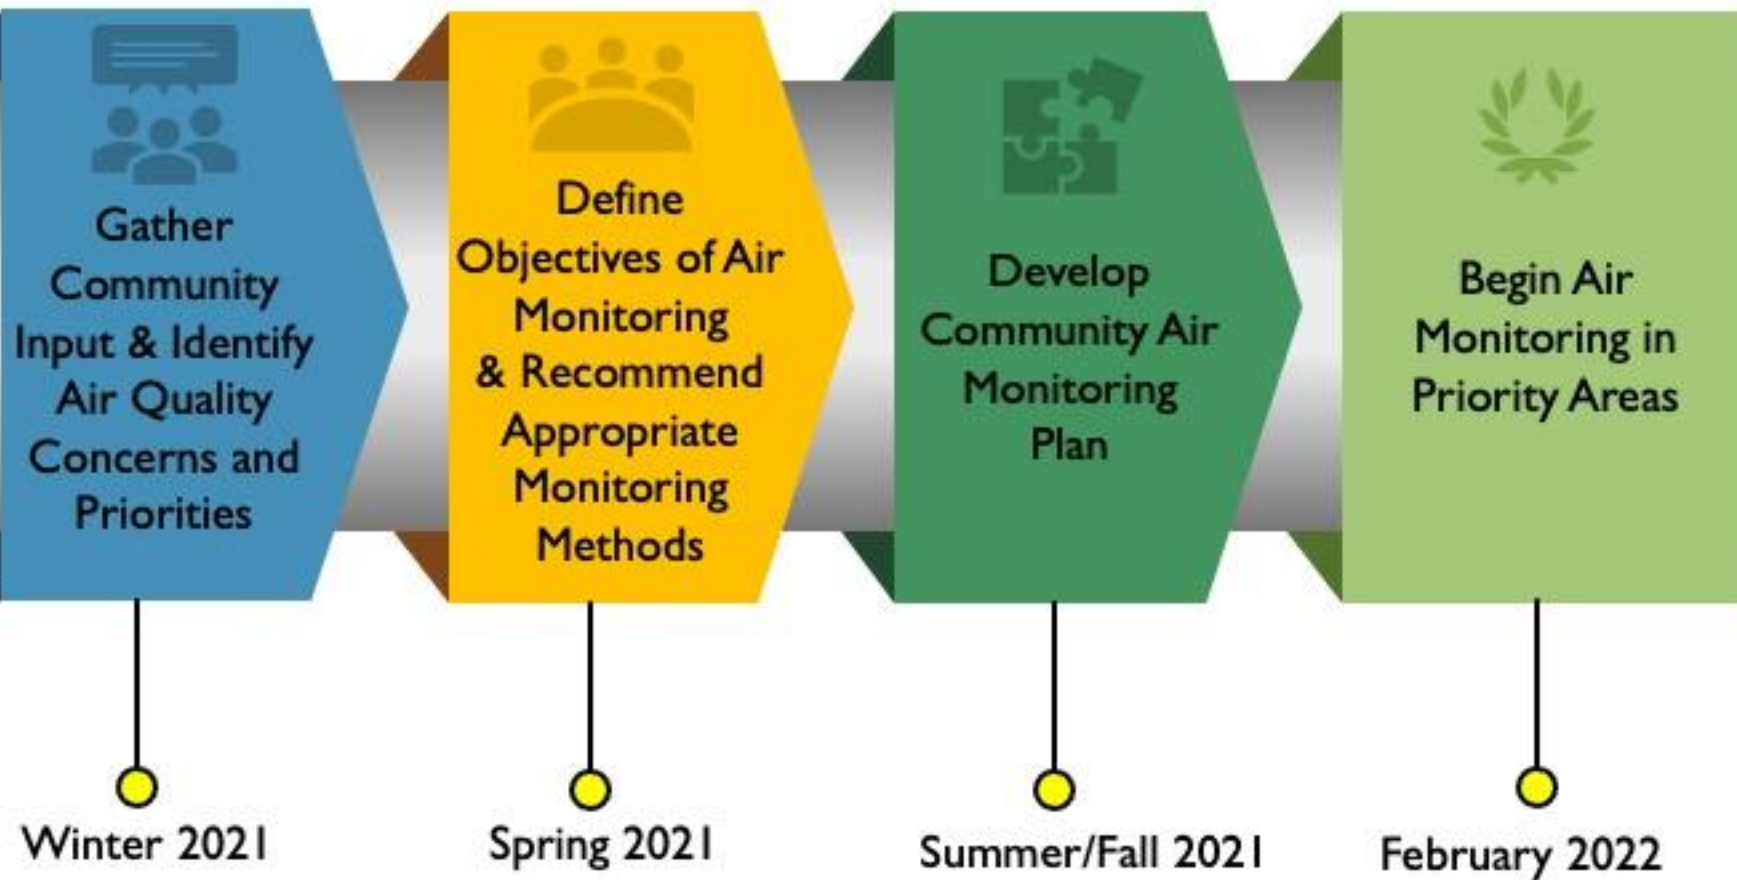 Gather
Community
Input & Identify
Air Quality
Concerns and
Priorities
Define
Objectives of Air
Monitoring
& Recommend
Appropriate
Monitoring
Methods
Develop
Community Air
Monitoring
Plan
Begin Air
Monitoring in
Priority Areas
Winter 2021
Spring 2021
Summer/Fall 2021
February 2022